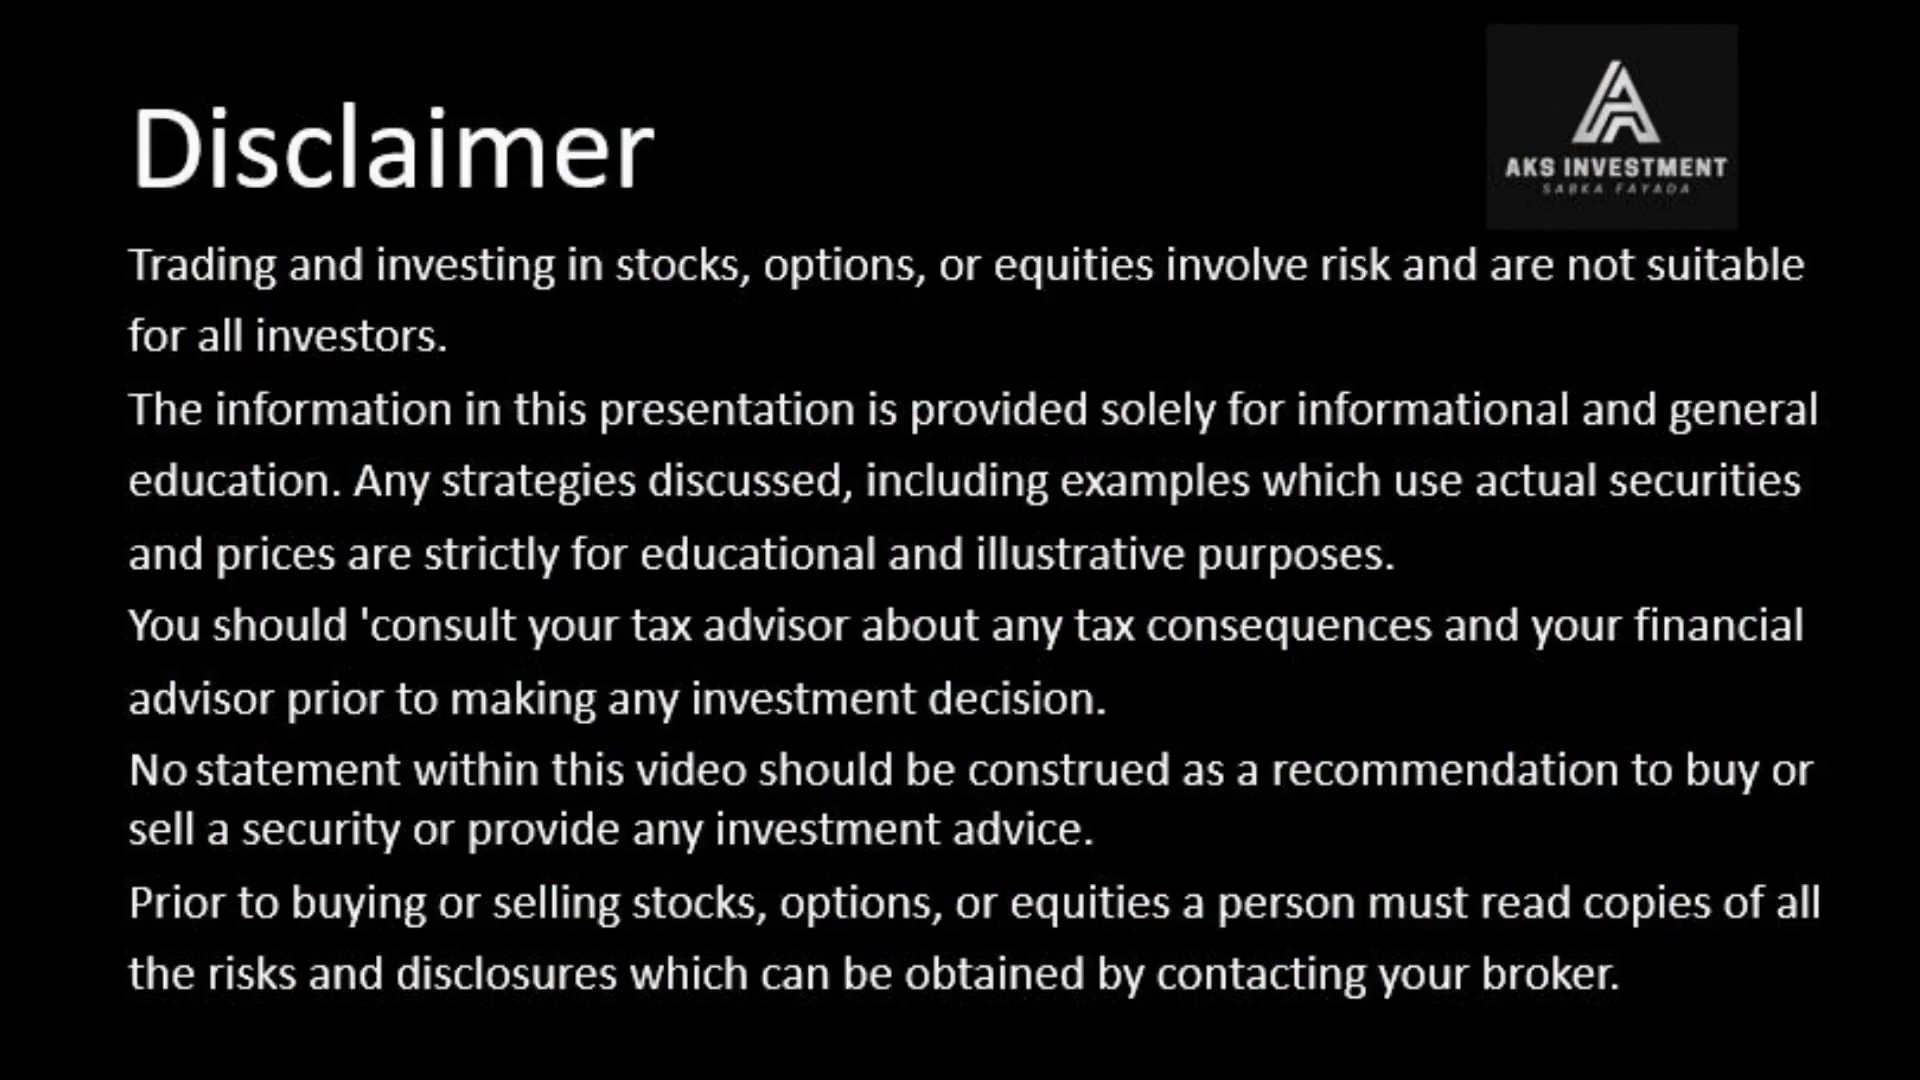 AKS INVESTMENT
SABKA FAYADA
Disclaimer
Trading and investing in stocks, options, or equities involve risk and are not suitable
for all investors.
The information in this presentation is provided solely for informational and general
education. Any strategies discussed, including examples which use actual securities
and prices are strictly for educational and illustrative purposes.
You should 'consult your tax advisor about any tax consequences and your financial
advisor prior to making any investment decision.
No statement within this video should be construed as a recommendation to buy or
sell a security or provide any investment advice.
Prior to buying or selling stocks, options, or equities a person must read copies of all
the risks and disclosures which can be obtained by contacting your broker.